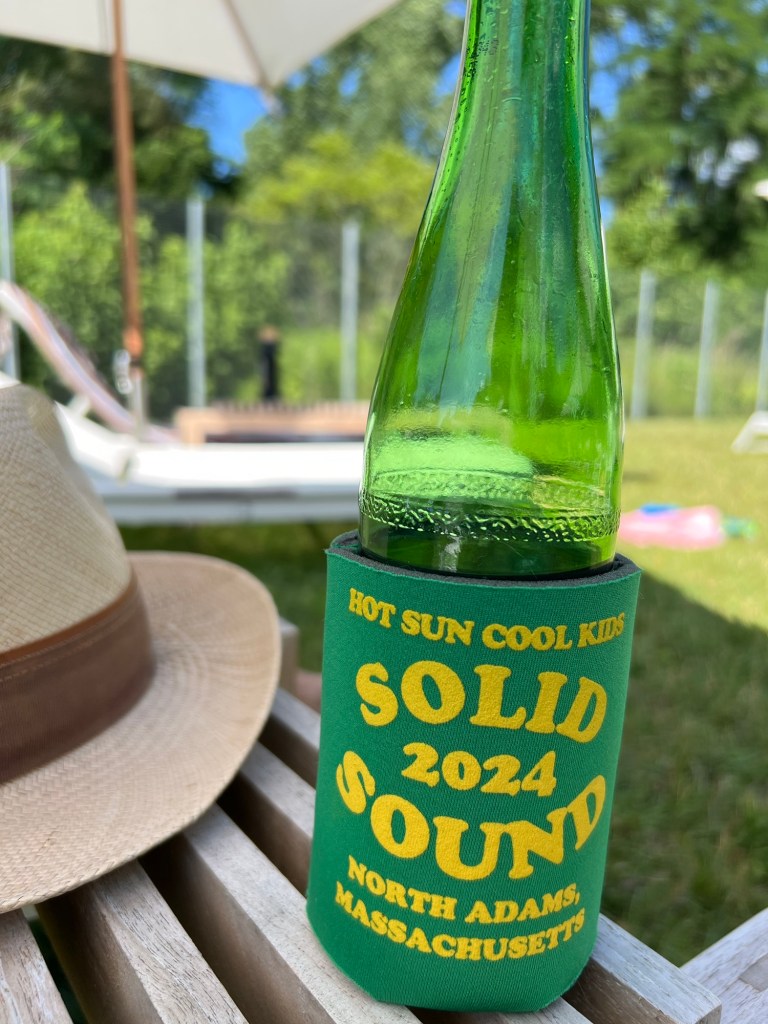 HOT SUN COOL KIDS
SOLID
2024
SOUND
NORTH ADAMS,
MASSACHUSETTS